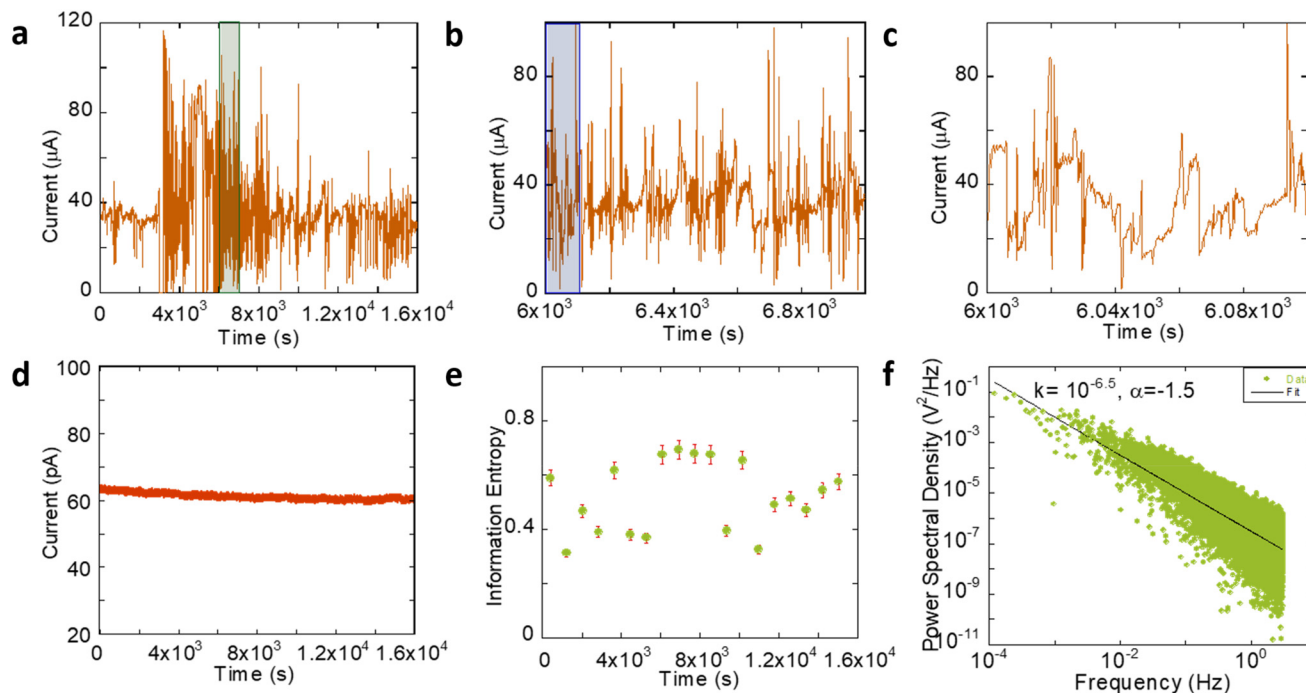 a
120
80
40
0
Current (μA)
0 4x10³ 8x10³ 1.2x10⁴ 1.6x10⁴
Time (s)
b
80
40
0
Current (μA)
6x10³ 6.4x10³ 6.8x10³
Time (s)
c
80
40
0
Current (μA)
6x10³ 6.04x10³ 6.08x10³
Time (s)
d
100
80
60
40
20
Current (pA)
0 4x10³ 8x10³ 1.2x10⁴ 1.6x10⁴
Time (s)
e
0.8
0.4
0
Information Entropy
0 4x10³ 8x10³ 1.2x10⁴ 1.6x10⁴
Time (s)
f
k= 10⁻⁶·⁵, α=-1.5
Data
Fit
10⁻¹
10⁻³
10⁻⁵
10⁻⁷
10⁻⁹
10⁻¹¹
Power Spectral Density (V²/Hz)
10⁻⁴ 10⁻² 10⁰
Frequency (Hz)